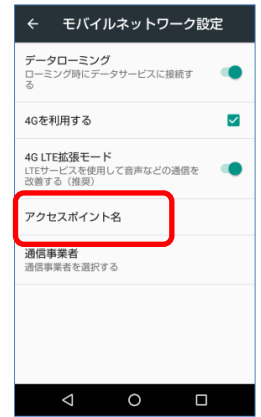 モバイルネットワーク設定
データローミング
ローミング時にデータサービスに接続す
る
4Gを利用する
4G LTE拡張モード
LTEサービスを使用して音声などの通信を
改善する（推奨）
アクセスポイント名
通信事業者
通信事業者を選択する